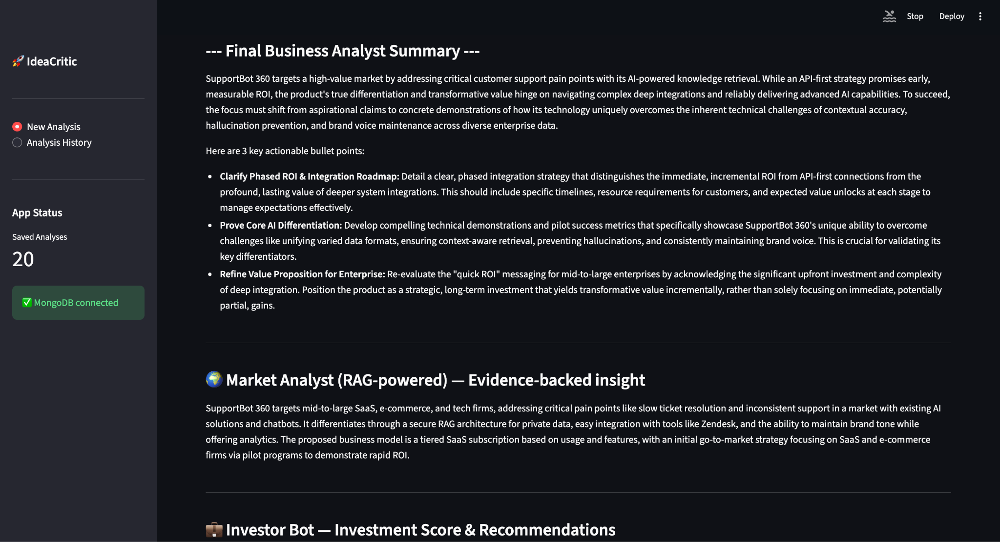 Stop
Deploy
🚀 IdeaCritic
New Analysis
Analysis History
App Status
Saved Analyses
20
✅ MongoDB connected
--- Final Business Analyst Summary ---
SupportBot 360 targets a high-value market by addressing critical customer support pain points with its AI-powered knowledge retrieval. While an API-first strategy promises early,
measurable ROI, the product's true differentiation and transformative value hinge on navigating complex deep integrations and reliably delivering advanced AI capabilities. To succeed,
the focus must shift from aspirational claims to concrete demonstrations of how its technology uniquely overcomes the inherent technical challenges of contextual accuracy,
hallucination prevention, and brand voice maintenance across diverse enterprise data.
Here are 3 key actionable bullet points:
• Clarify Phased ROI & Integration Roadmap: Detail a clear, phased integration strategy that distinguishes the immediate, incremental ROI from API-first connections from the
profound, lasting value of deeper system integrations. This should include specific timelines, resource requirements for customers, and expected value unlocks at each stage to
manage expectations effectively.
• Prove Core AI Differentiation: Develop compelling technical demonstrations and pilot success metrics that specifically showcase SupportBot 360's unique ability to overcome
challenges like unifying varied data formats, ensuring context-aware retrieval, preventing hallucinations, and consistently maintaining brand voice. This is crucial for validating its
key differentiators.
• Refine Value Proposition for Enterprise: Re-evaluate the "quick ROI" messaging for mid-to-large enterprises by acknowledging the significant upfront investment and complexity
of deep integration. Position the product as a strategic, long-term investment that yields transformative value incrementally, rather than solely focusing on immediate, potentially
partial, gains.
🌍 Market Analyst (RAG-powered) — Evidence-backed insight
SupportBot 360 targets mid-to-large SaaS, e-commerce, and tech firms, addressing critical pain points like slow ticket resolution and inconsistent support in a market with existing AI
solutions and chatbots. It differentiates through a secure RAG architecture for private data, easy integration with tools like Zendesk, and the ability to maintain brand tone while
offering analytics. The proposed business model is a tiered SaaS subscription based on usage and features, with an initial go-to-market strategy focusing on SaaS and e-commerce
firms via pilot programs to demonstrate rapid ROI.
💼 Investor Bot — Investment Score & Recommendations